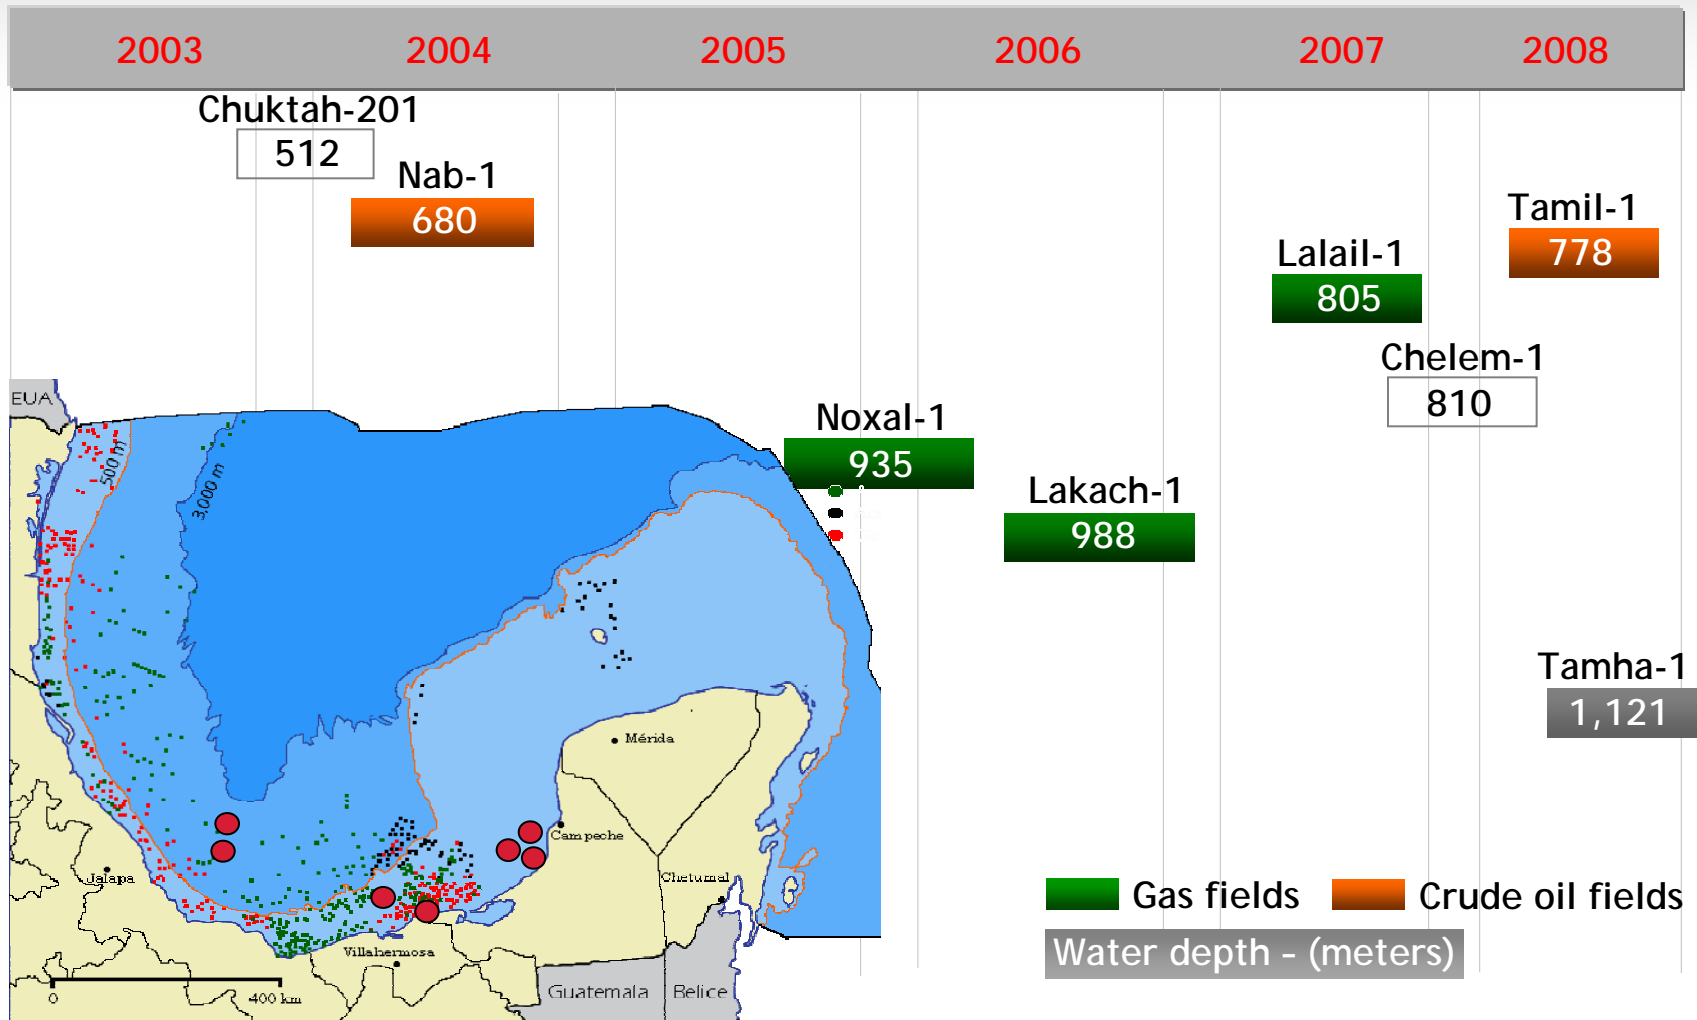 2003 2004 2005 2006 2007 2008
Chuktah-201
512
Nab-1
680
Tamil-1
778
Lalail-1
805
Chelem-1
810
Noxal-1
935
Lakach-1
988
Tamha-1
1,121
EUA
500 m
3,000 m
Mérida
Campeche
Jalapa
Chetumal
Villahermosa
Guatemala
Belice
0 400 km
Gas fields
Crude oil fields
Water depth - (meters)